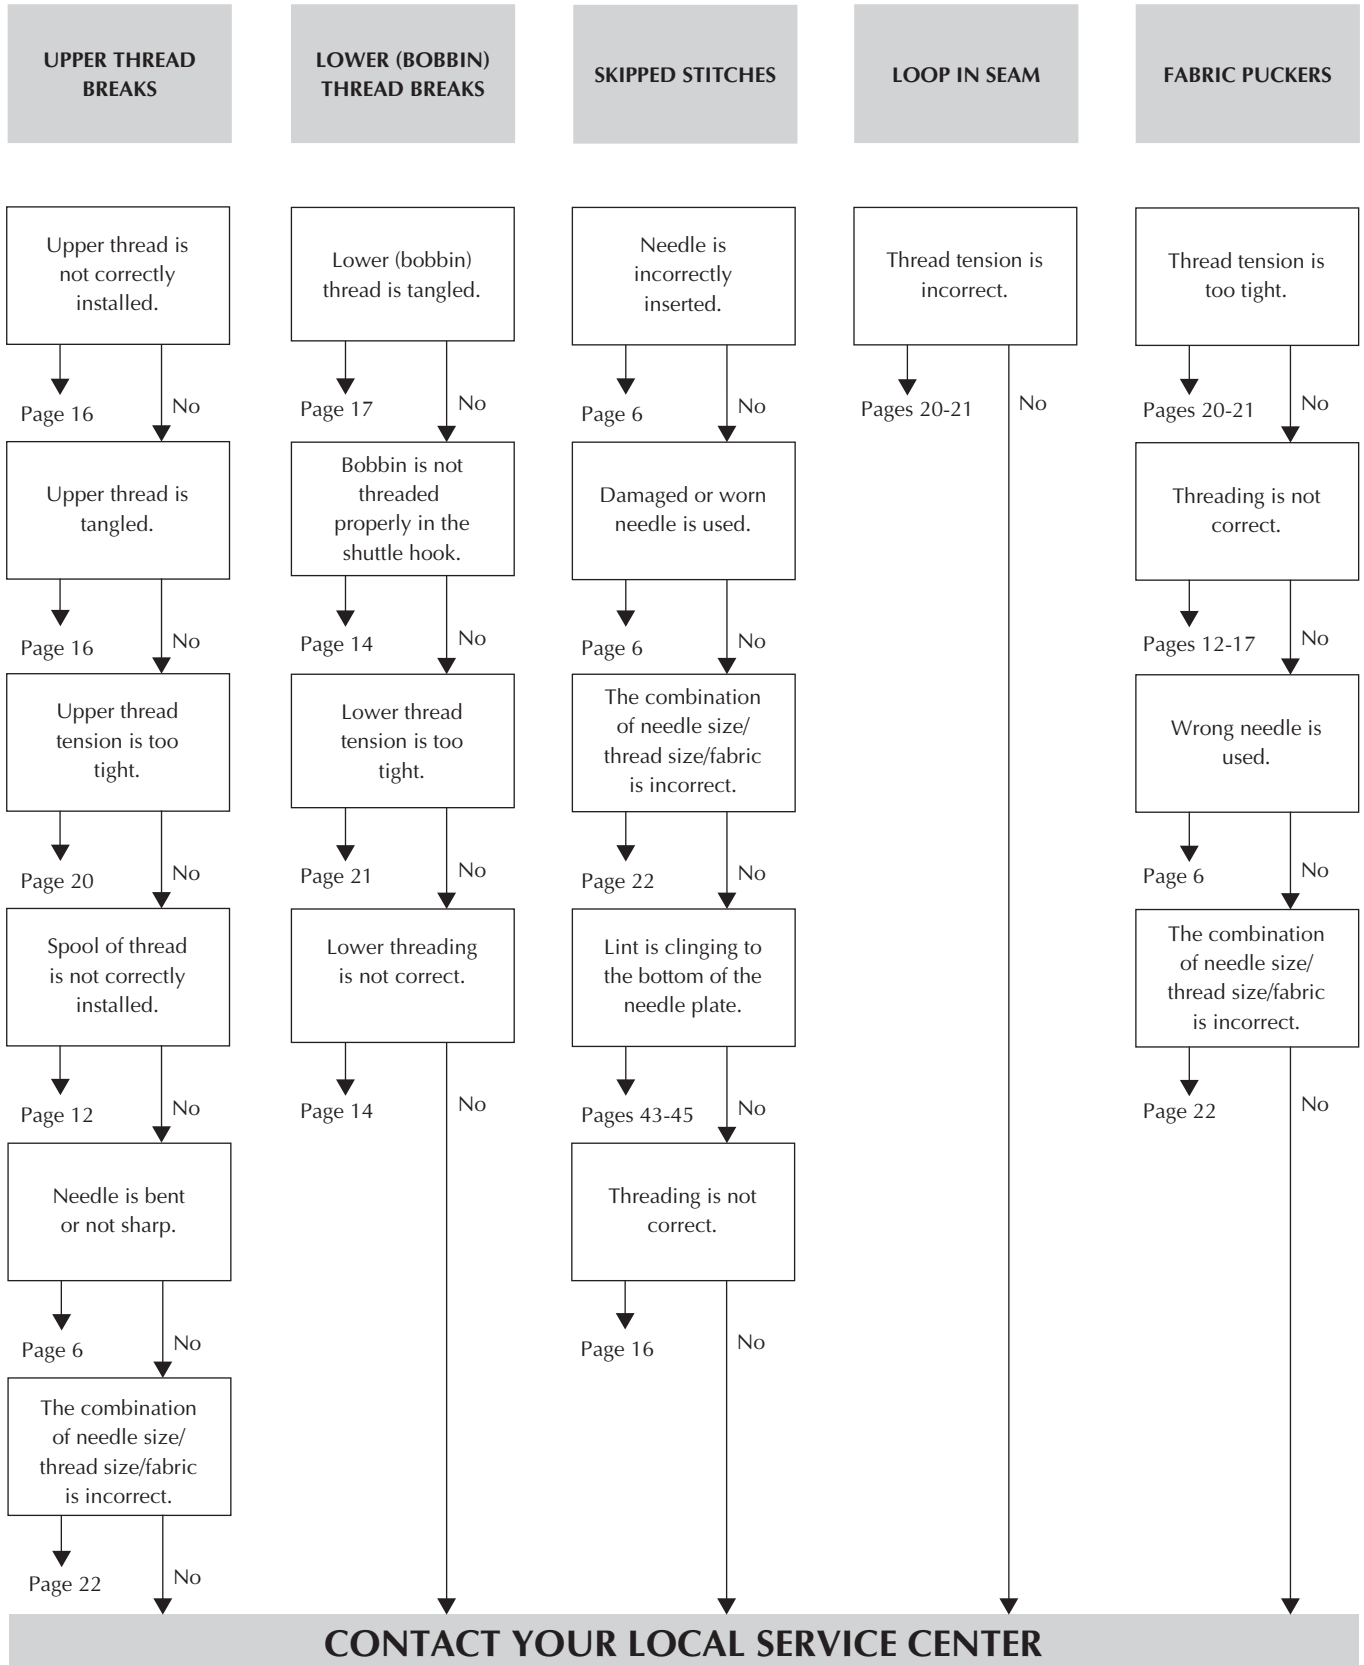 UPPER THREAD
BREAKS
LOWER (BOBBIN)
THREAD BREAKS
SKIPPED STITCHES
LOOP IN SEAM
FABRIC PUCKERS
Upper thread is
not correctly
installed.
Page 16
No
Upper thread is
tangled.
Page 16
No
Upper thread
tension is too
tight.
Page 20
No
Spool of thread
is not correctly
installed.
Page 12
No
Needle is bent
or not sharp.
Page 6
No
The combination
of needle size/
thread size/fabric
is incorrect.
Page 22
No
Lower (bobbin)
thread is tangled.
Page 17
No
Bobbin is not
threaded
properly in the
shuttle hook.
Page 14
No
Lower thread
tension is too
tight.
Page 21
No
Lower threading
is not correct.
Page 14
No
Needle is
incorrectly
inserted.
Page 6
No
Damaged or worn
needle is used.
Page 6
No
The combination
of needle size/
thread size/fabric
is incorrect.
Page 22
No
Lint is clinging to
the bottom of the
needle plate.
Pages 43-45
No
Threading is not
correct.
Page 16
No
Thread tension is
incorrect.
Pages 20-21
No
Thread tension is
too tight.
Pages 20-21
No
Threading is not
correct.
Pages 12-17
No
Wrong needle is
used.
Page 6
No
The combination
of needle size/
thread size/fabric
is incorrect.
Page 22
No
CONTACT YOUR LOCAL SERVICE CENTER